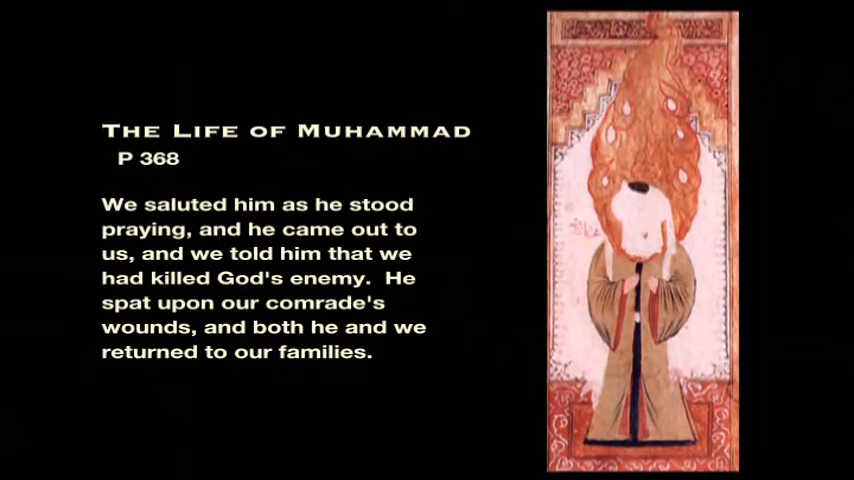 The Life of Muhammad
P 368
We saluted him as he stood
praying, and he came out to
us, and we told him that we
had killed God's enemy.  He
spat upon our comrade's
wounds, and both he and we
returned to our families.